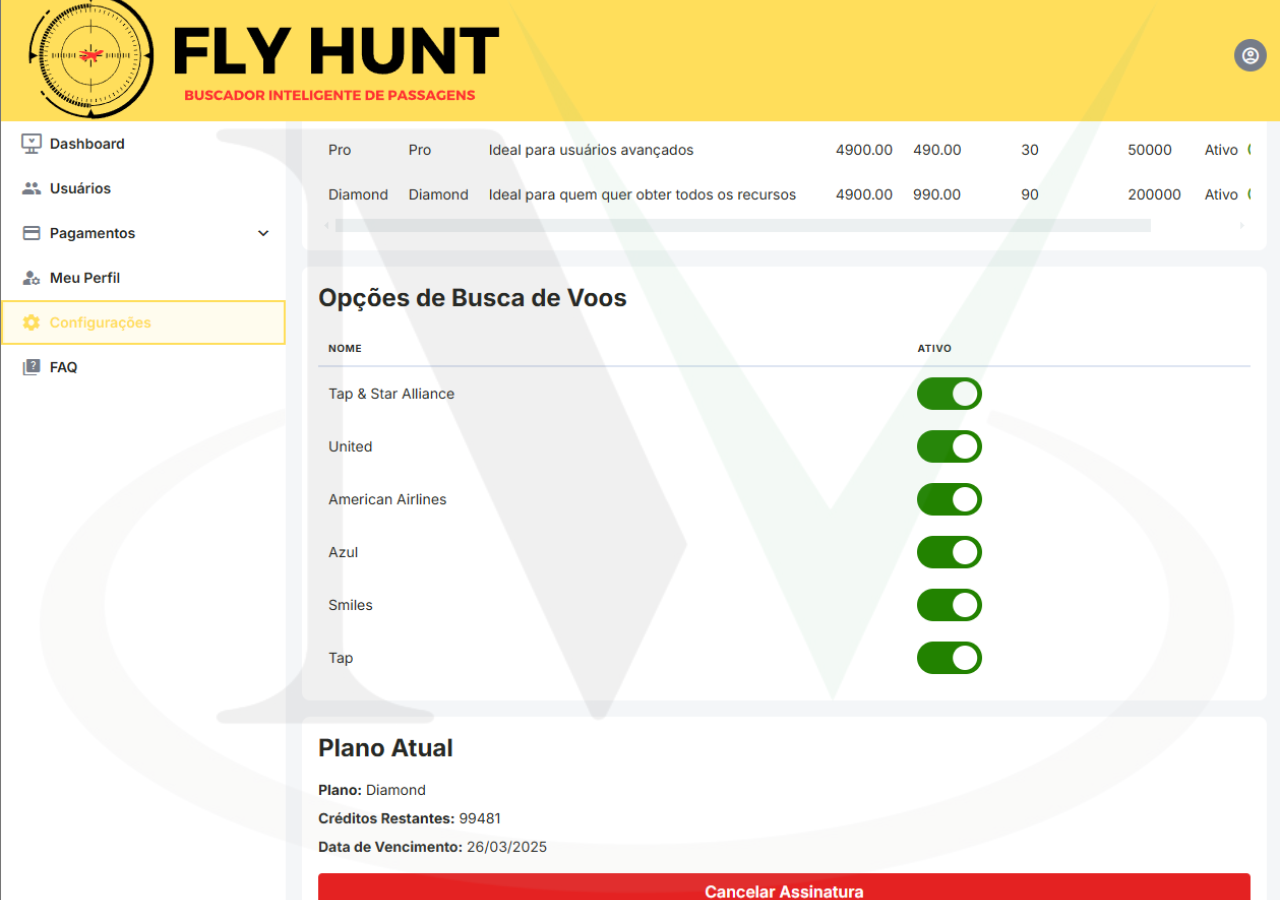 FLY HUNT
BUSCADOR INTELIGENTE DE PASSAGENS
Dashboard
Usuários
Pagamentos
Meu Perfil
Configurações
FAQ
Pro Pro Ideal para usuários avançados 4900.00 490.00 30 50000 Ativo
Diamond Diamond Ideal para quem quer obter todos os recursos 4900.00 990.00 90 200000 Ativo
Opções de Busca de Voos
NOME ATIVO
Tap & Star Alliance
United
American Airlines
Azul
Smiles
Tap
Plano Atual
Plano: Diamond
Créditos Restantes: 99481
Data de Vencimento: 26/03/2025
Cancelar Assinatura